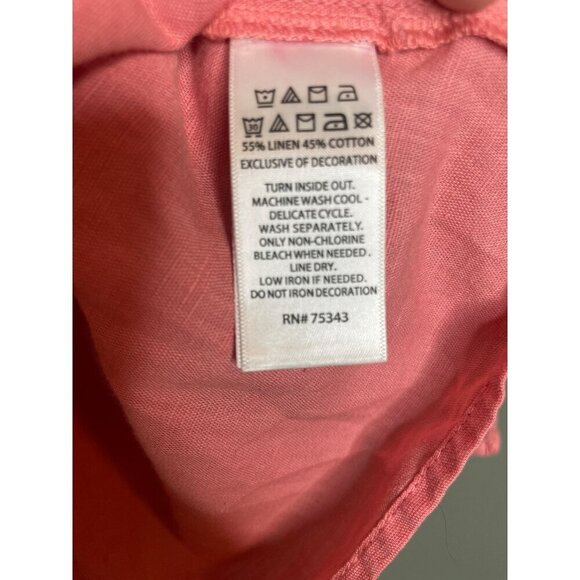 30
55% LINEN 45% COTTON
EXCLUSIVE OF DECORATION
TURN INSIDE OUT.
MACHINE WASH COOL -
DELICATE CYCLE.
WASH SEPARATELY.
ONLY NON-CHLORINE
BLEACH WHEN NEEDED.
LINE DRY.
LOW IRON IF NEEDED.
DO NOT IRON DECORATION
RN# 75343